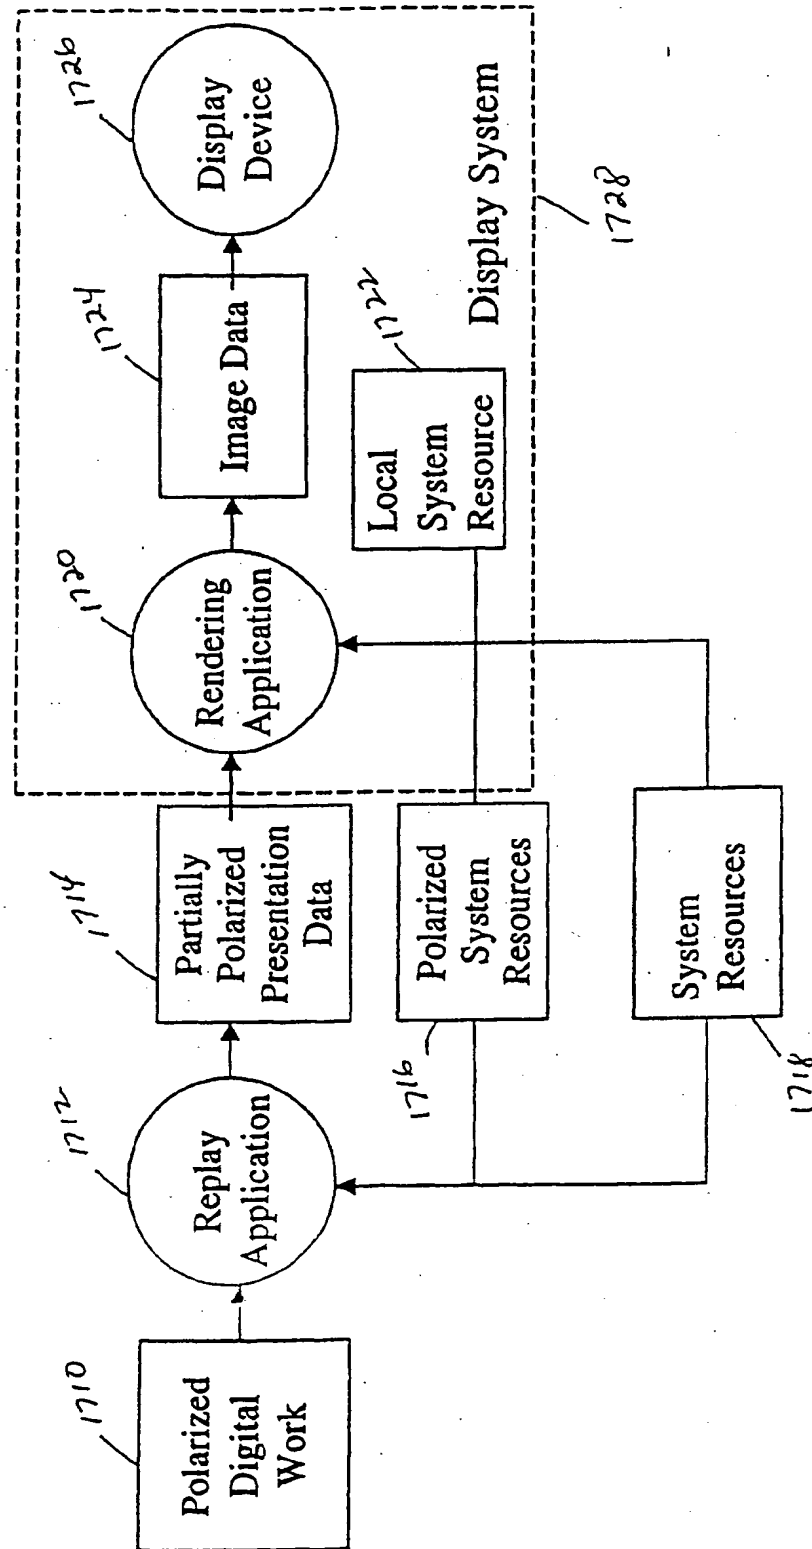 1710
Polarized
Digital
Work
1712
Replay
Application
1714
Partially
Polarized
Presentation
Data
1720
Rendering
Application
1724
Image Data
1726
Display
Device
1716
Polarized
System
Resources
Local
System
Resource
1722
Display System
1728
System
Resources
1718